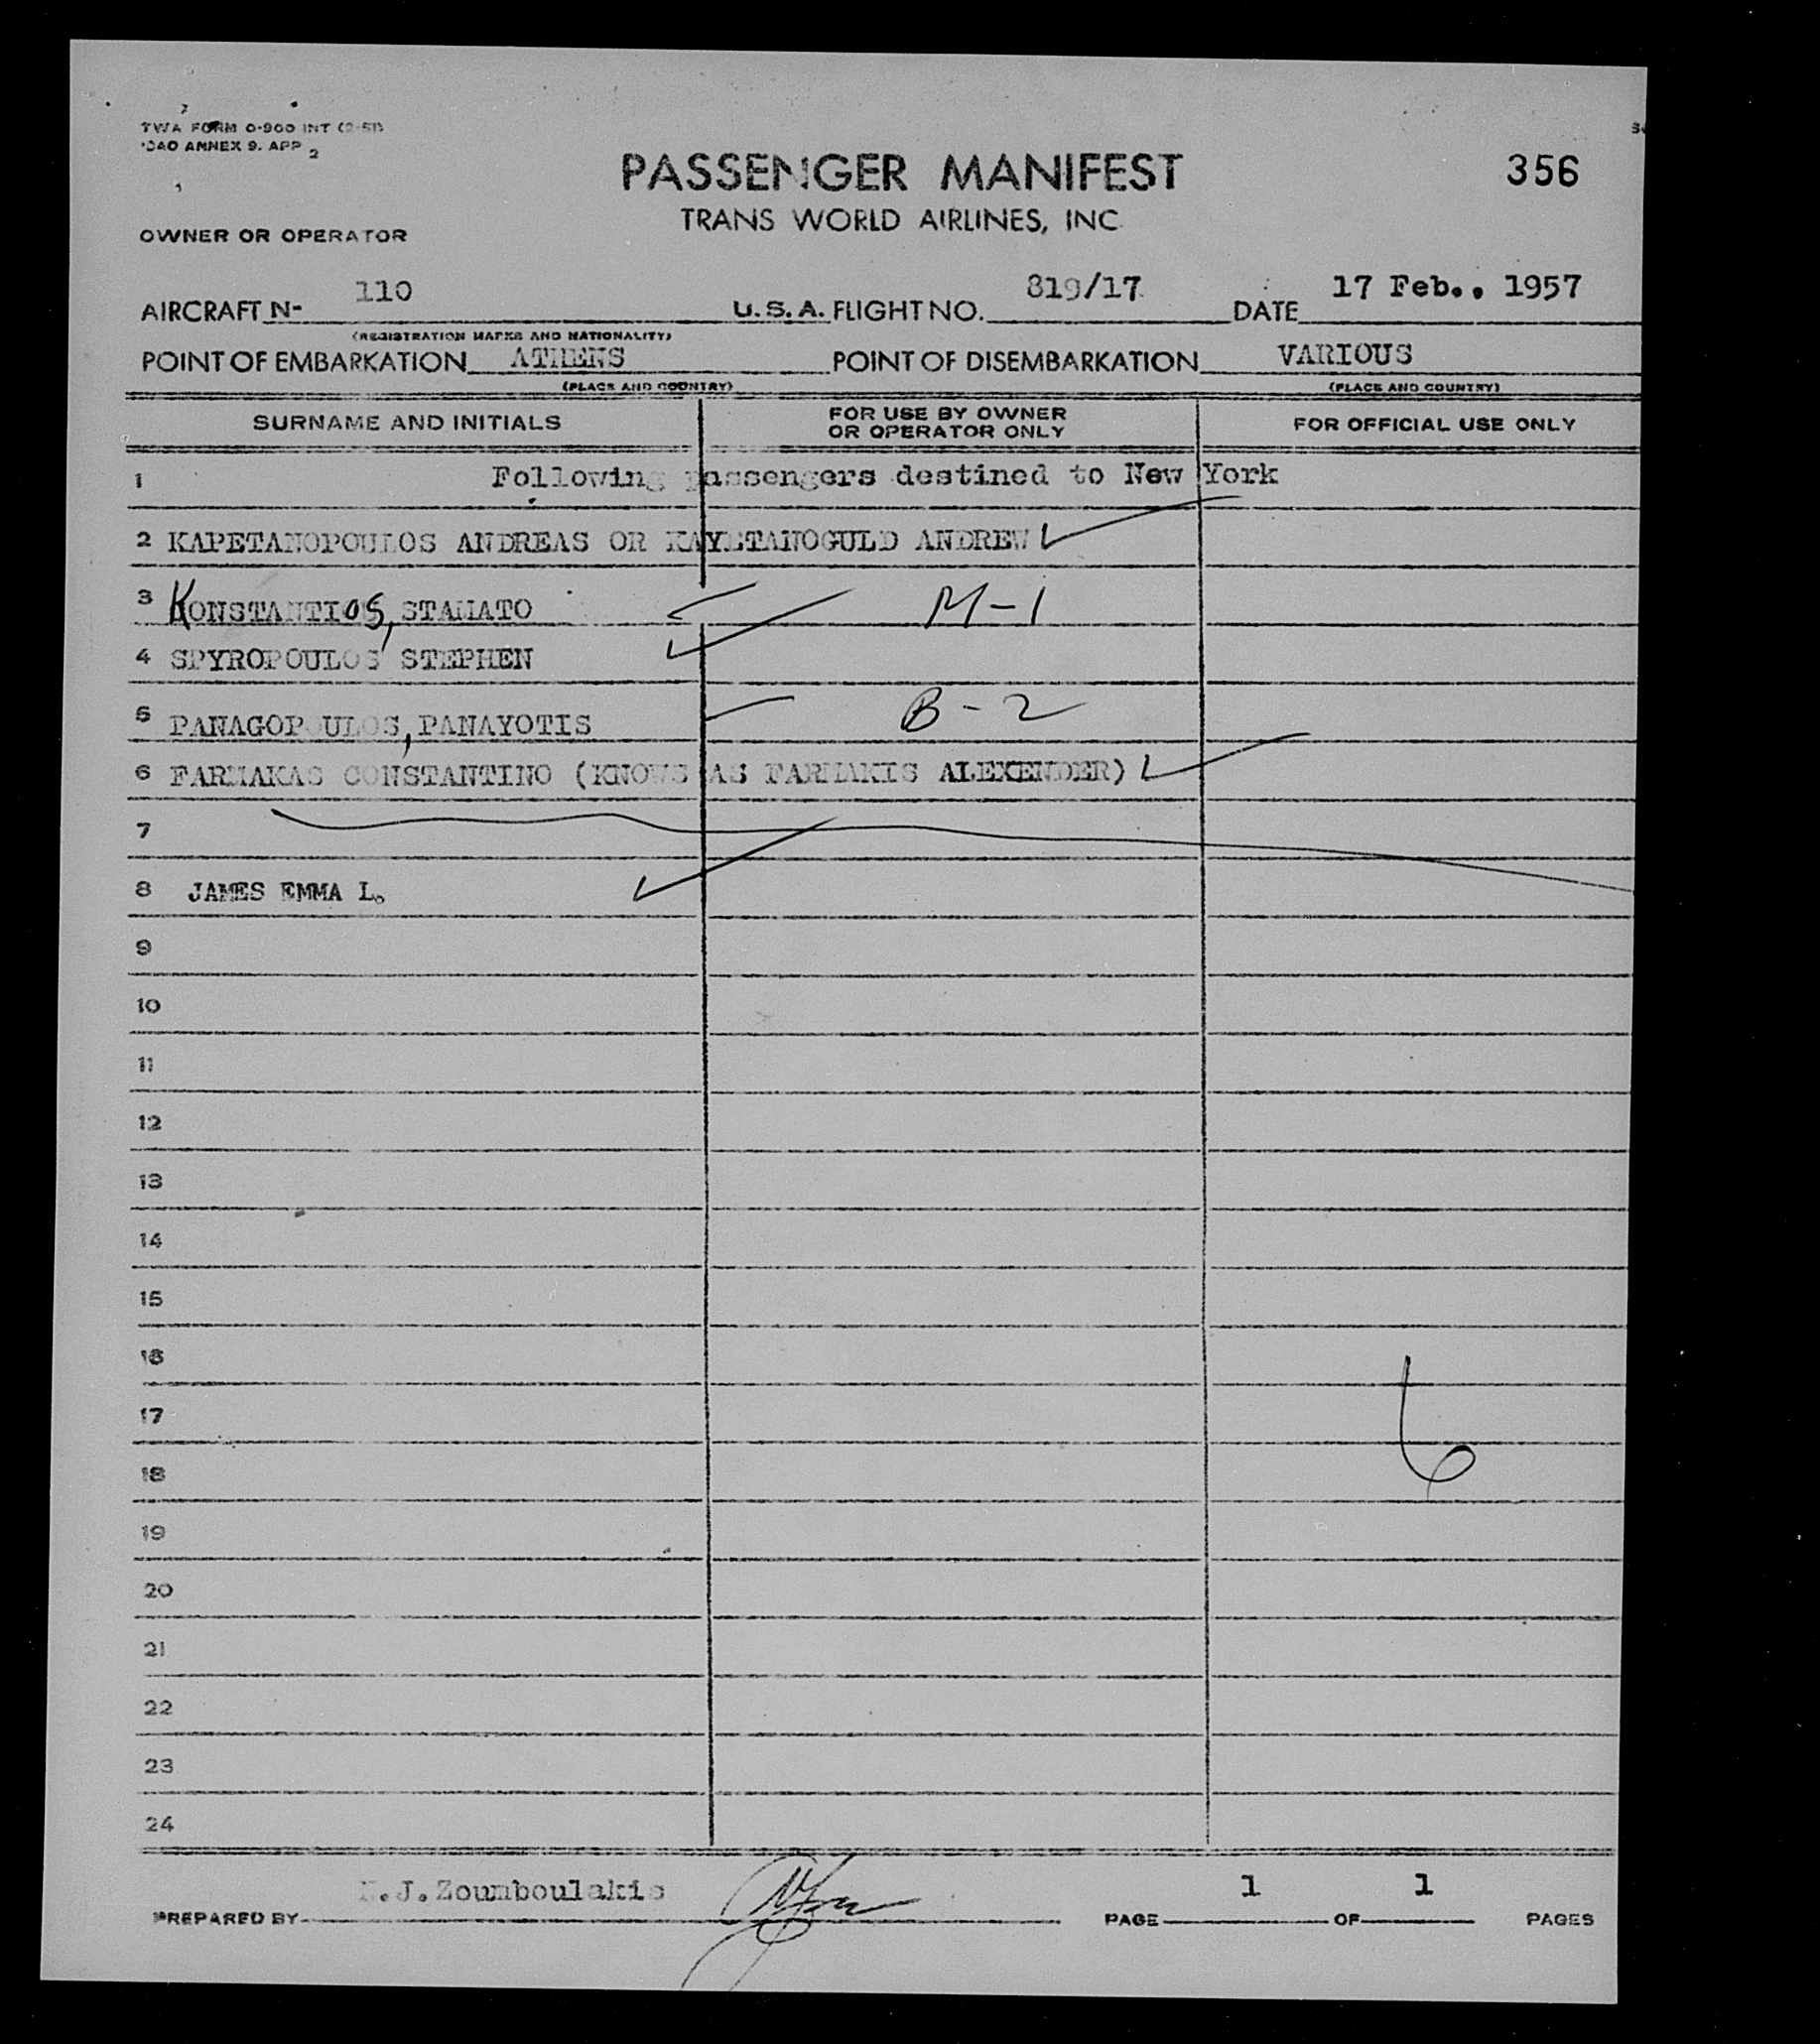 TWA FORM O-900 INT (2-51)
ICAO ANNEX 9. APP 2
PASSENGER MANIFEST
356
TRANS WORLD AIRLINES, INC.
OWNER OR OPERATOR
AIRCRAFT N- 110 U.S.A. FLIGHT NO. 819/17 DATE 17 Feb., 1957
(REGISTRATION MARKS AND NATIONALITY)
POINT OF EMBARKATION ATHENS POINT OF DISEMBARKATION VARIOUS
(PLACE AND COUNTRY) (PLACE AND COUNTRY)
SURNAME AND INITIALS FOR USE BY OWNER OR OPERATOR ONLY FOR OFFICIAL USE ONLY
1 Following passengers destined to New York
2 KAPETANOPOULOS ANDREAS OR KAYETANOGULD ANDREW
3 KONSTANTIOS, STAMATO M-1
4 SPYROPOULOS STEPHEN
5 PANAGOPOULOS, PANAYOTIS B-2
6 FARMAKAS CONSTANTINO (KNOWS AS FARMAKIS ALEXENDER)
7
8 JAMES EMMA L.
9
10
11
12
13
14
15
16
17
18
6
19
20
21
22
23
24
PREPARED BY J. Zoumboulakis PAGE 1 OF 1 PAGES